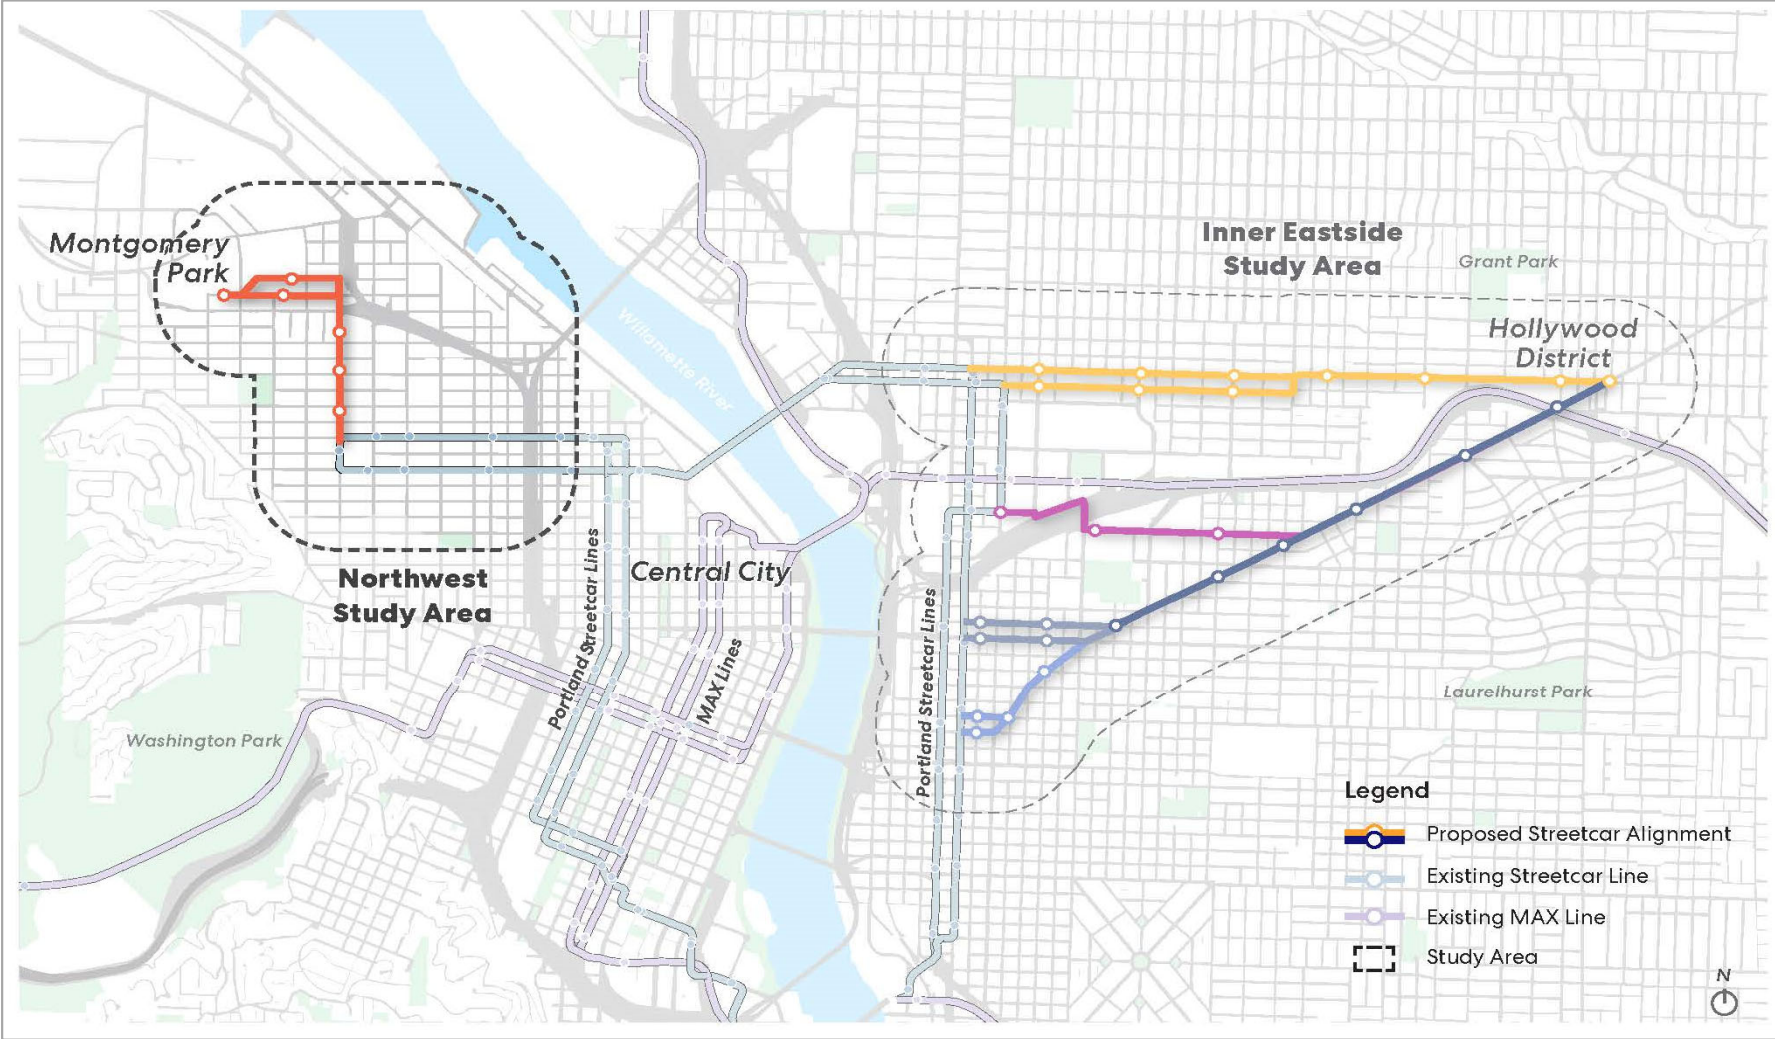 Montgomery
Park
Inner Eastside
Study Area
Grant Park
Hollywood
District
Willamette River
Northwest
Study Area
Central City
Portland Streetcar Lines
MAX Lines
Portland Streetcar Lines
Washington Park
Laurelhurst Park
Legend
Proposed Streetcar Alignment
Existing Streetcar Line
Existing MAX Line
Study Area
N